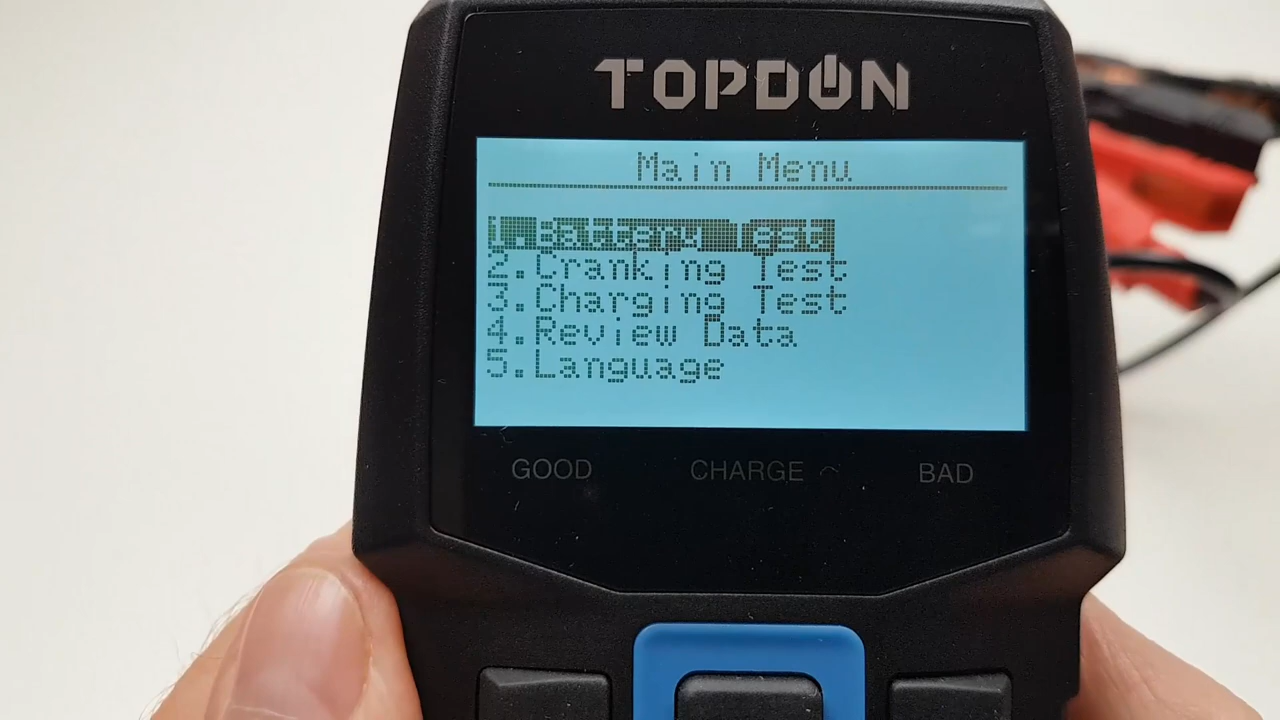 TOPDON
Main Menu
1.Battery Test
2.Cranking Test
3.Charging Test
4.Review Data
5.Language
GOOD CHARGE BAD